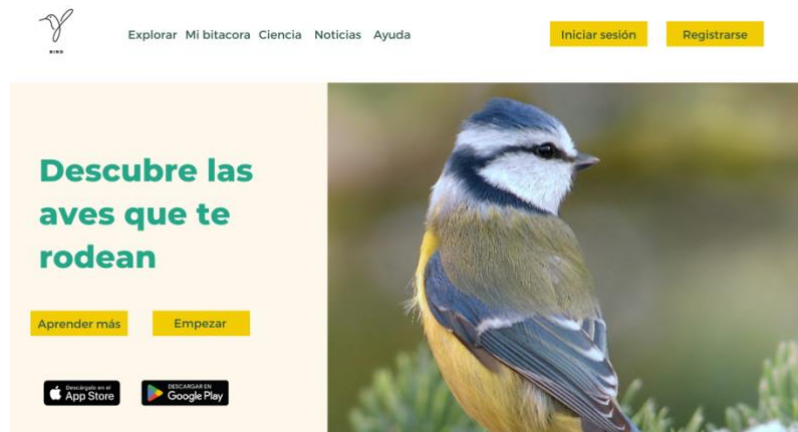 BIRD
Explorar Mi bitacora Ciencia Noticias Ayuda
Iniciar sesión
Registrarse
Descubre las
aves que te
rodean
Aprender más
Empezar
Descárgalo en el
App Store
DESCARGAR EN
Google Play